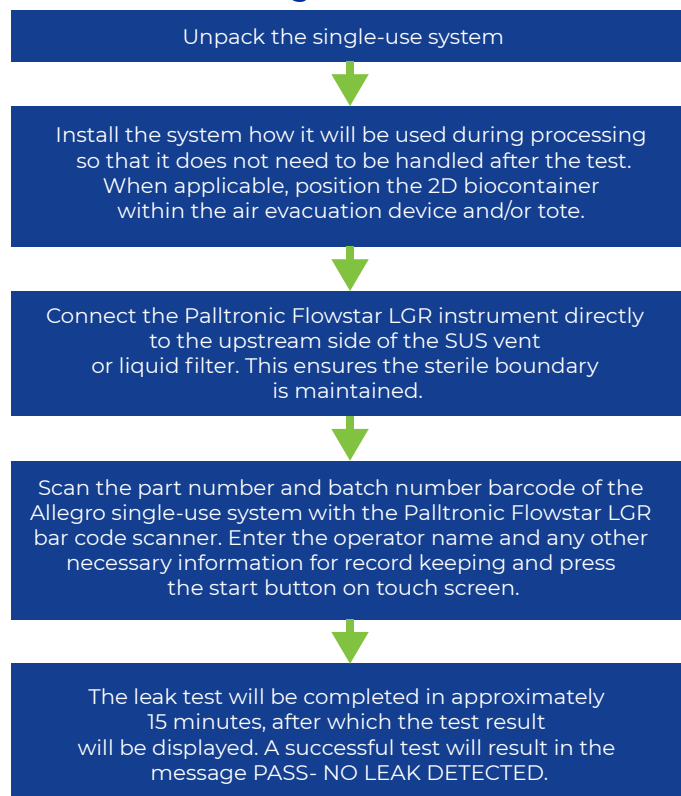 Unpack the single-use system
Install the system how it will be used during processing
so that it does not need to be handled after the test.
When applicable, position the 2D biocontainer
within the air evacuation device and/or tote.
Connect the Palltronic Flowstar LGR instrument directly
to the upstream side of the SUS vent
or liquid filter. This ensures the sterile boundary
is maintained.
Scan the part number and batch number barcode of the
Allegro single-use system with the Palltronic Flowstar LGR
bar code scanner. Enter the operator name and any other
necessary information for record keeping and press
the start button on touch screen.
The leak test will be completed in approximately
15 minutes, after which the test result
will be displayed. A successful test will result in the
message PASS- NO LEAK DETECTED.